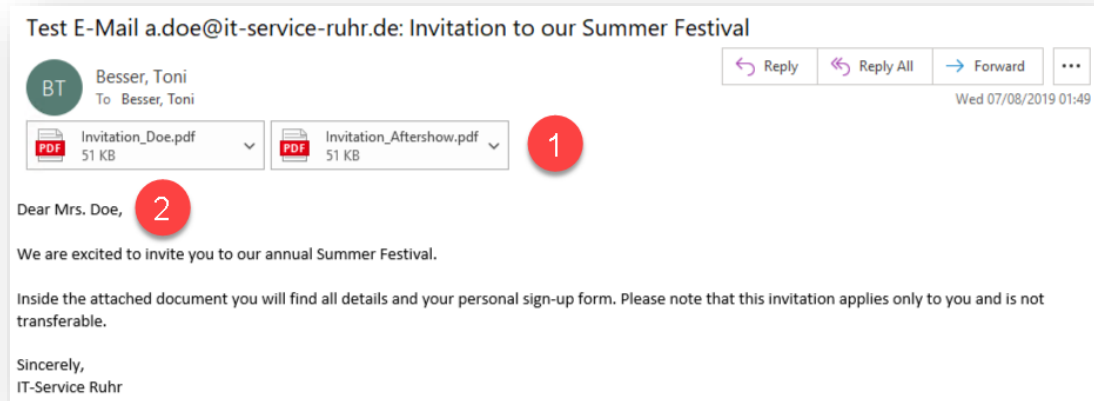 Test E-Mail a.doe@it-service-ruhr.de: Invitation to our Summer Festival
BT
Besser, Toni
To Besser, Toni
Reply
Reply All
Forward
Wed 07/08/2019 01:49
PDF
Invitation_Doe.pdf
51 KB
PDF
Invitation_Aftershow.pdf
51 KB
1
Dear Mrs. Doe,
2
We are excited to invite you to our annual Summer Festival.
Inside the attached document you will find all details and your personal sign-up form. Please note that this invitation applies only to you and is not
transferable.
Sincerely,
IT-Service Ruhr